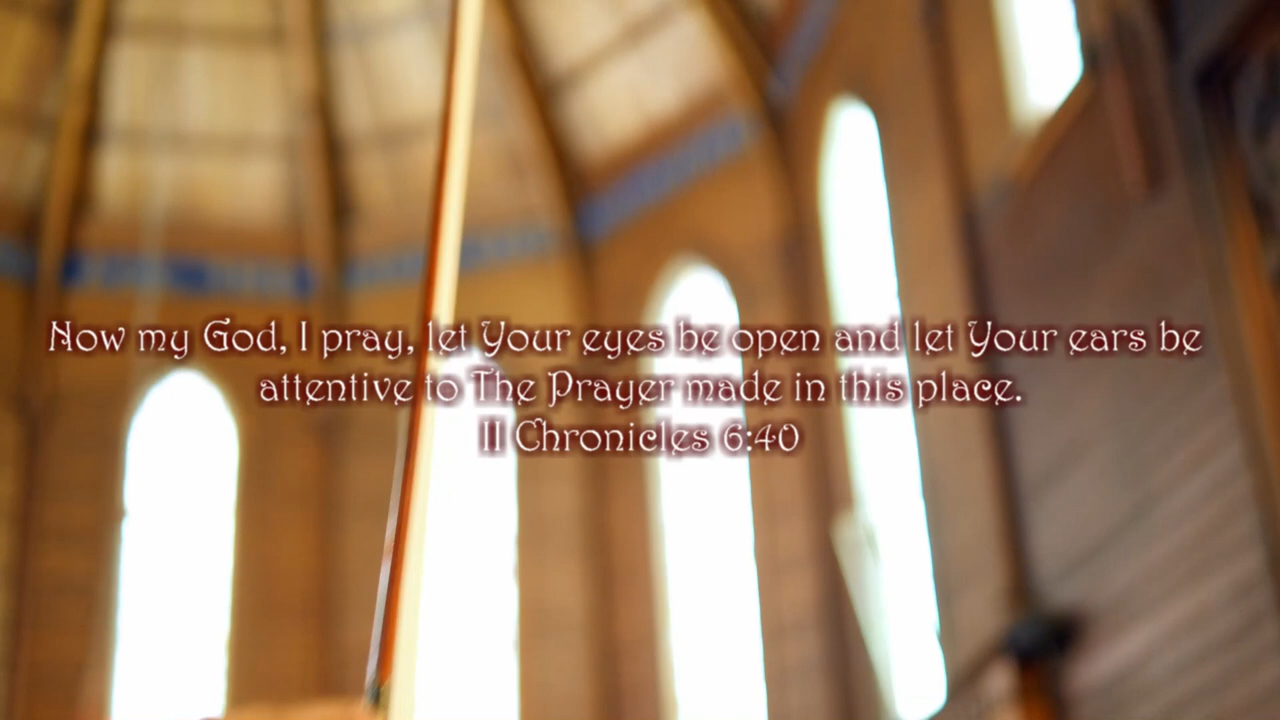 Now my God, I pray, let Your eyes be open and let Your ears be
attentive to The Prayer made in this place.
II Chronicles 6:40